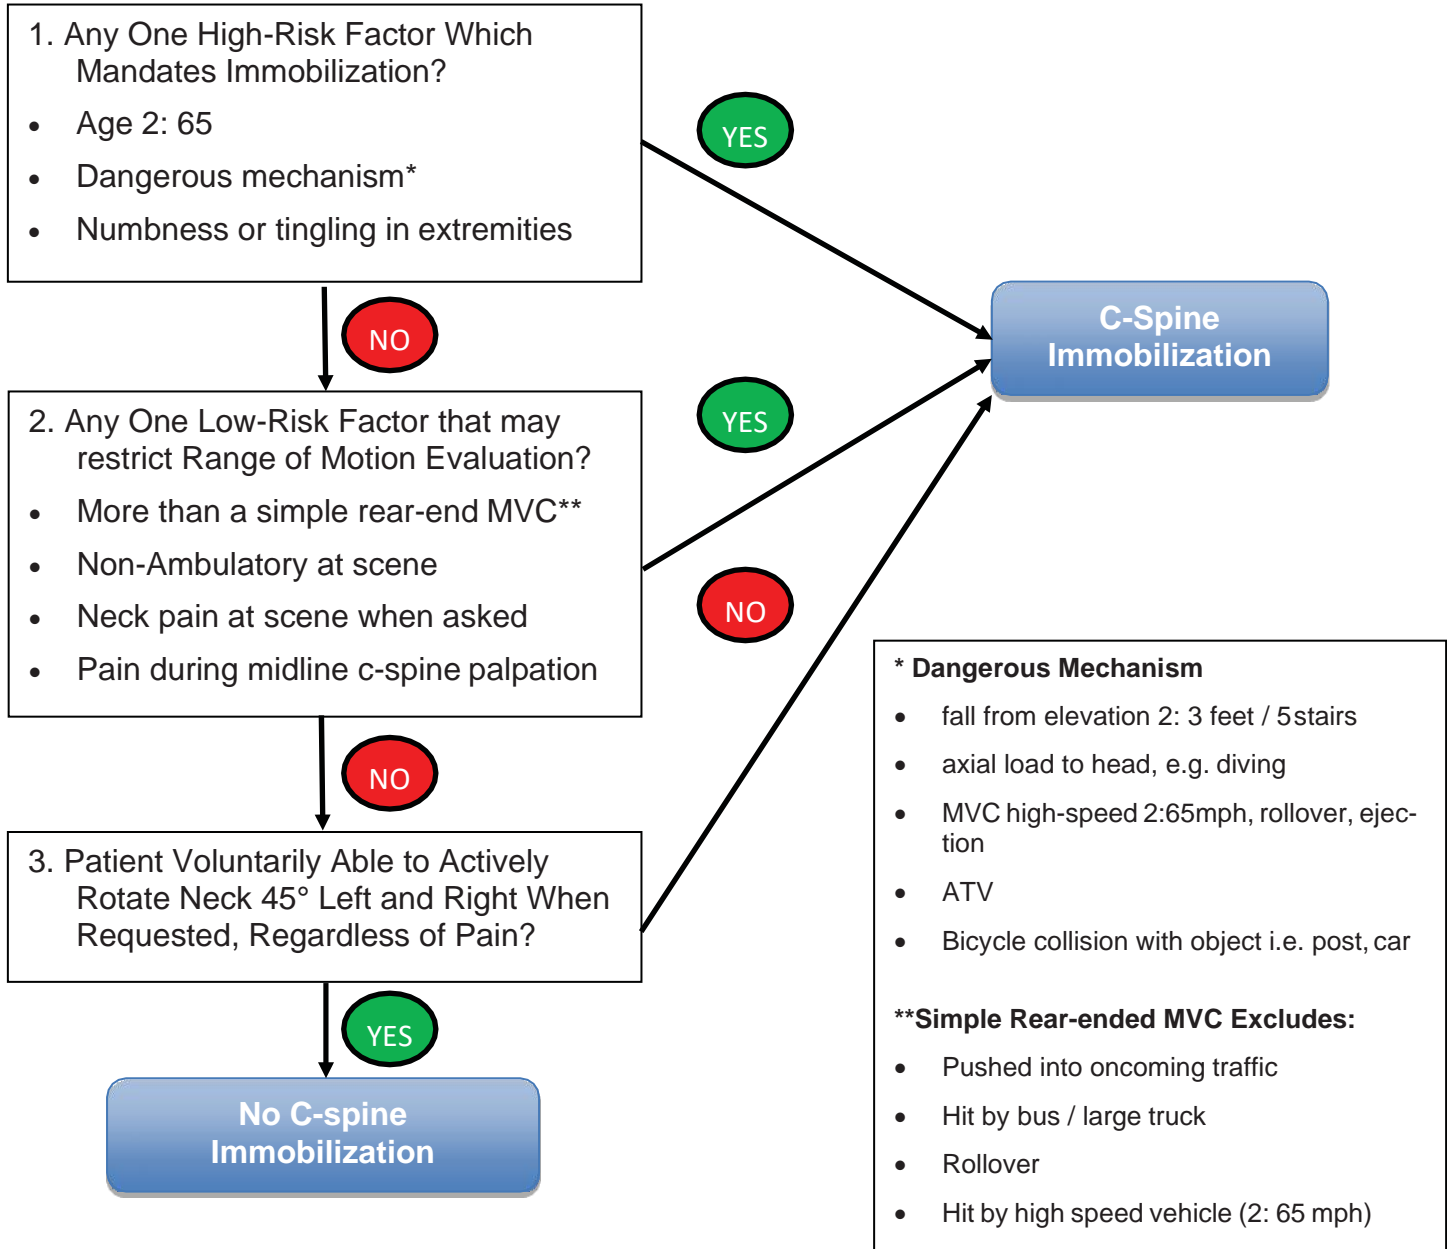 1. Any One High-Risk Factor Which
Mandates Immobilization?
• Age 2: 65
• Dangerous mechanism*
• Numbness or tingling in extremities
YES
NO
C-Spine
Immobilization
2. Any One Low-Risk Factor that may
restrict Range of Motion Evaluation?
• More than a simple rear-end MVC**
• Non-Ambulatory at scene
• Neck pain at scene when asked
• Pain during midline c-spine palpation
YES
NO
NO
3. Patient Voluntarily Able to Actively
Rotate Neck 45° Left and Right When
Requested, Regardless of Pain?
YES
No C-spine
Immobilization
* Dangerous Mechanism
• fall from elevation 2: 3 feet / 5 stairs
• axial load to head, e.g. diving
• MVC high-speed 2:65mph, rollover, ejec-
tion
• ATV
• Bicycle collision with object i.e. post, car
**Simple Rear-ended MVC Excludes:
• Pushed into oncoming traffic
• Hit by bus / large truck
• Rollover
• Hit by high speed vehicle (2: 65 mph)